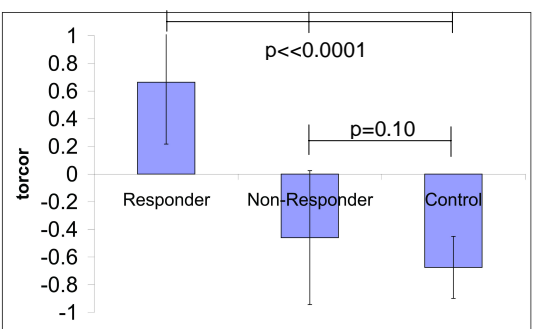 1
p<<0.0001
0.8
0.6
0.4
p=0.10
0.2
0
torcor
Responder Non-Responder Control
-0.2
-0.4
-0.6
-0.8
-1